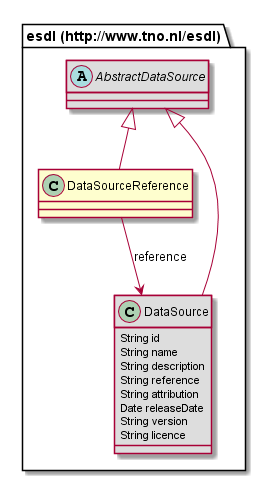 esdl (http://www.tno.nl/esdl)
A AbstractDataSource
C DataSourceReference
reference
C DataSource
String id
String name
String description
String reference
String attribution
Date releaseDate
String version
String licence